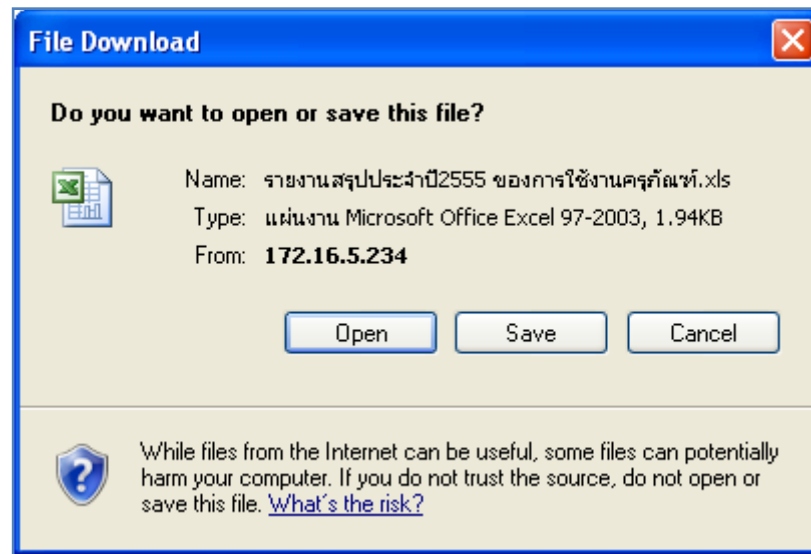 File Download
Do you want to open or save this file?
Name: รายงานสรุปประจำปี2555 ของการใช้งานครุภัณฑ์.xls
Type: แผ่นงาน Microsoft Office Excel 97-2003, 1.94KB
From: 172.16.5.234
Open Save Cancel
While files from the Internet can be useful, some files can potentially
harm your computer. If you do not trust the source, do not open or
save this file. What's the risk?